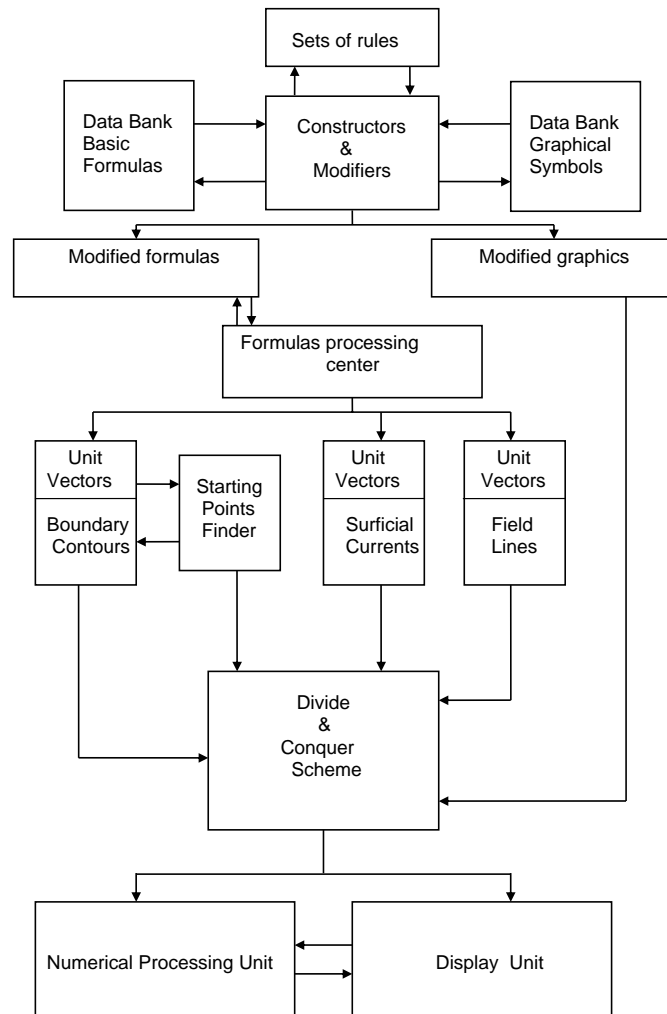 Sets of rules
Data Bank
Basic
Formulas
Constructors
&
Modifiers
Data Bank
Graphical
Symbols
Modified formulas
Modified graphics
Formulas processing
center
Unit
Vectors
Boundary
Contours
Starting
Points
Finder
Unit
Vectors
Surficial
Currents
Unit
Vectors
Field
Lines
Divide
&
Conquer
Scheme
Numerical Processing Unit
Display Unit